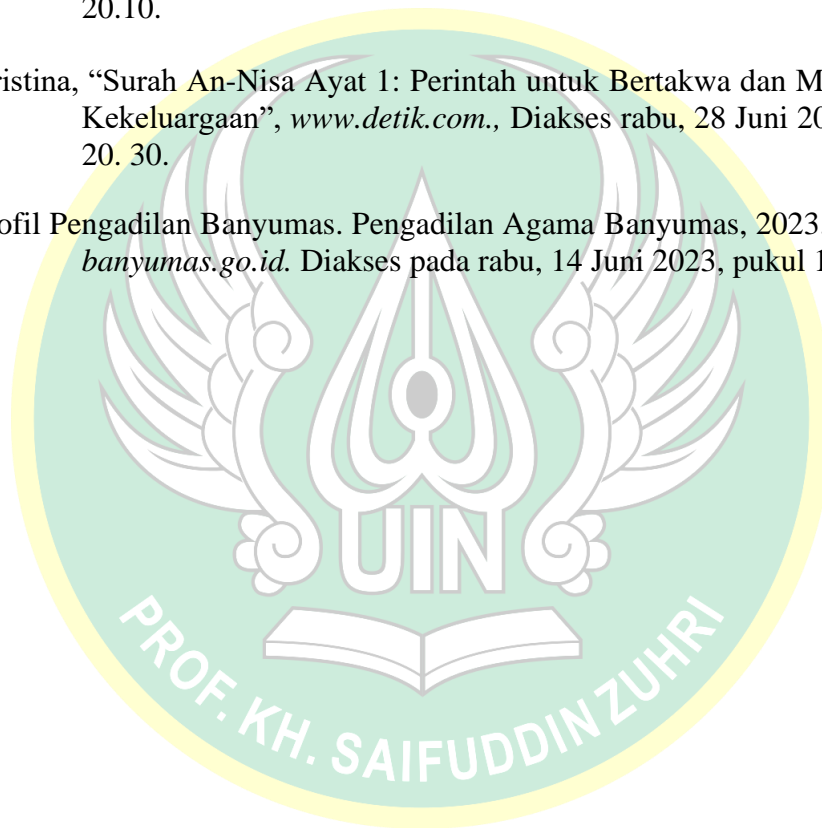 20.10.
ristina, “Surah An-Nisa Ayat 1: Perintah untuk Bertakwa dan M
Kekeluargaan”, www.detik.com., Diakses rabu, 28 Juni 20
20. 30.
ofil Pengadilan Banyumas. Pengadilan Agama Banyumas, 2023
banyumas.go.id. Diakses pada rabu, 14 Juni 2023, pukul 1
UIN
PROF. KH. SAIFUDDIN ZUHRI